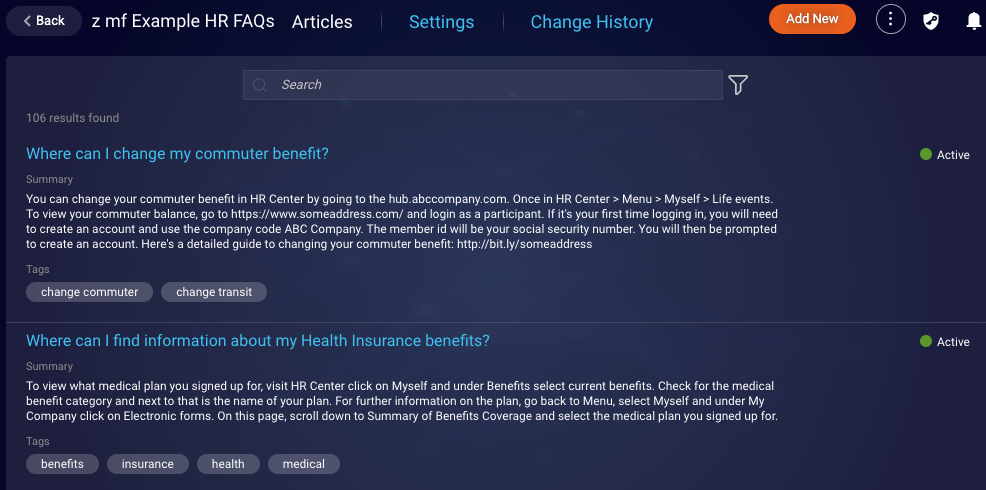 Back z mf Example HR FAQs Articles Settings Change History Add New
Search
106 results found
Where can I change my commuter benefit? Active
Summary
You can change your commuter benefit in HR Center by going to the hub.abccompany.com. Once in HR Center > Menu > Myself > Life events.
To view your commuter balance, go to https://www.someaddress.com/ and login as a participant. If it's your first time logging in, you will need
to create an account and use the company code ABC Company. The member id will be your social security number. You will then be prompted
to create an account. Here's a detailed guide to changing your commuter benefit: http://bit.ly/someaddress
Tags
change commuter change transit
Where can I find information about my Health Insurance benefits? Active
Summary
To view what medical plan you signed up for, visit HR Center click on Myself and under Benefits select current benefits. Check for the medical
benefit category and next to that is the name of your plan. For further information on the plan, go back to Menu, select Myself and under My
Company click on Electronic forms. On this page, scroll down to Summary of Benefits Coverage and select the medical plan you signed up for.
Tags
benefits insurance health medical